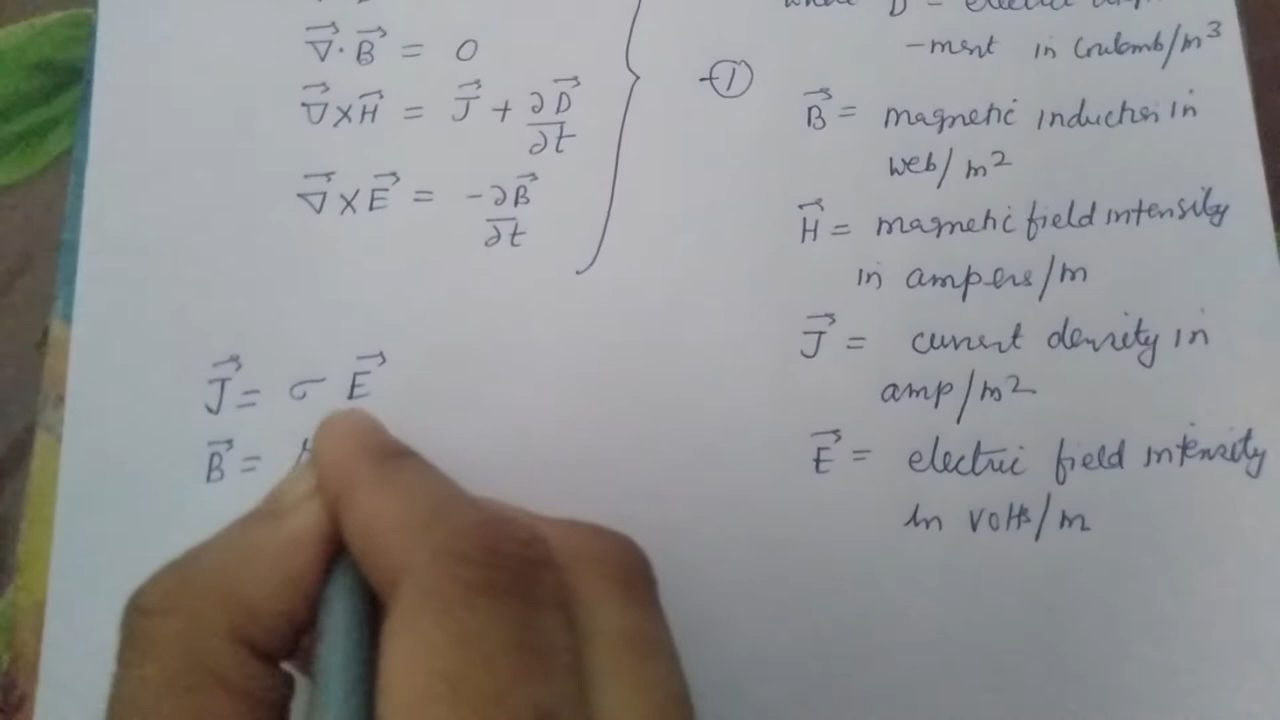 ∇⃗·B⃗ = 0
∇⃗×H⃗ = J⃗ + ∂D⃗/∂t
∇⃗×E⃗ = -∂B⃗/∂t
-①
D =
-ment in Coulomb/m³
B⃗ = magnetic induction in
web/m²
H⃗ = magnetic field intensity
in ampers/m
J⃗ = current density in
amp/m²
E⃗ = electric field intensity
in volts/m
J⃗ = σ E⃗
B⃗ =